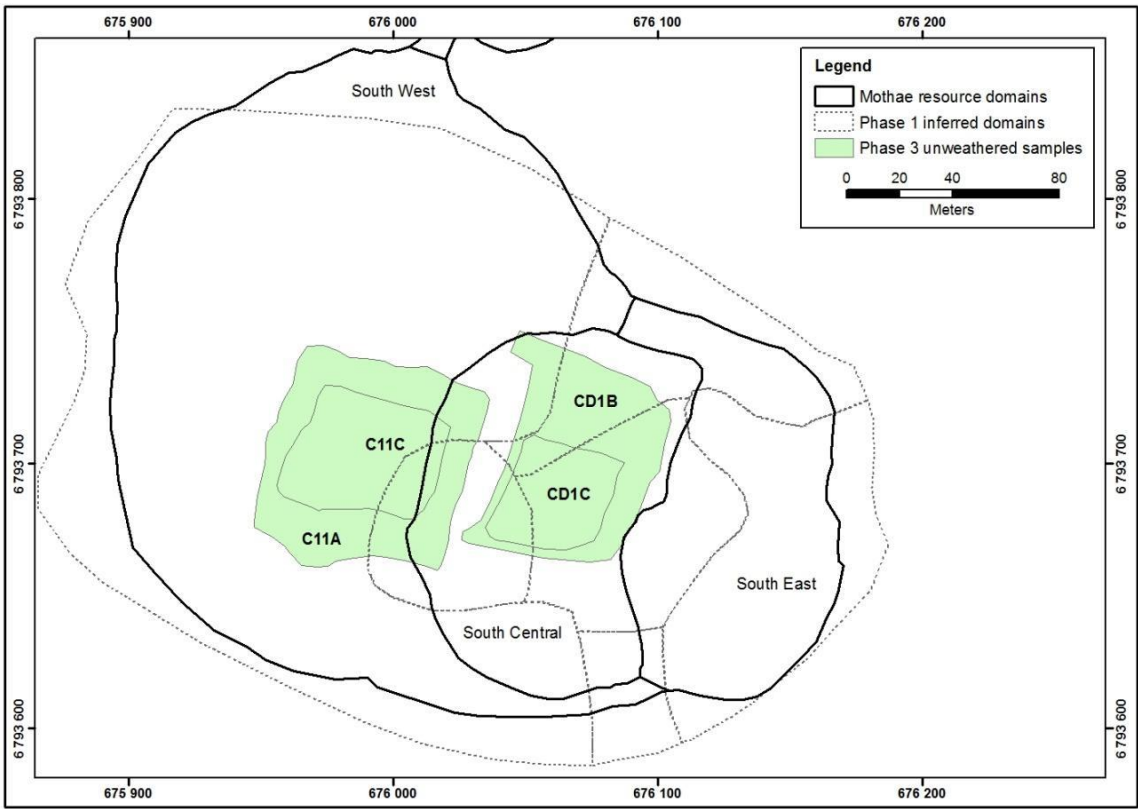 675 900 676 000 676 100 676 200
Legend
Mothae resource domains
Phase 1 inferred domains
Phase 3 unweathered samples
0 20 40 80
Meters
South West
6 793 800 6 793 800
CD1B
C11C
6 793 700 6 793 700
CD1C
C11A
South East
South Central
6 793 600 6 793 600
675 900 676 000 676 100 676 200